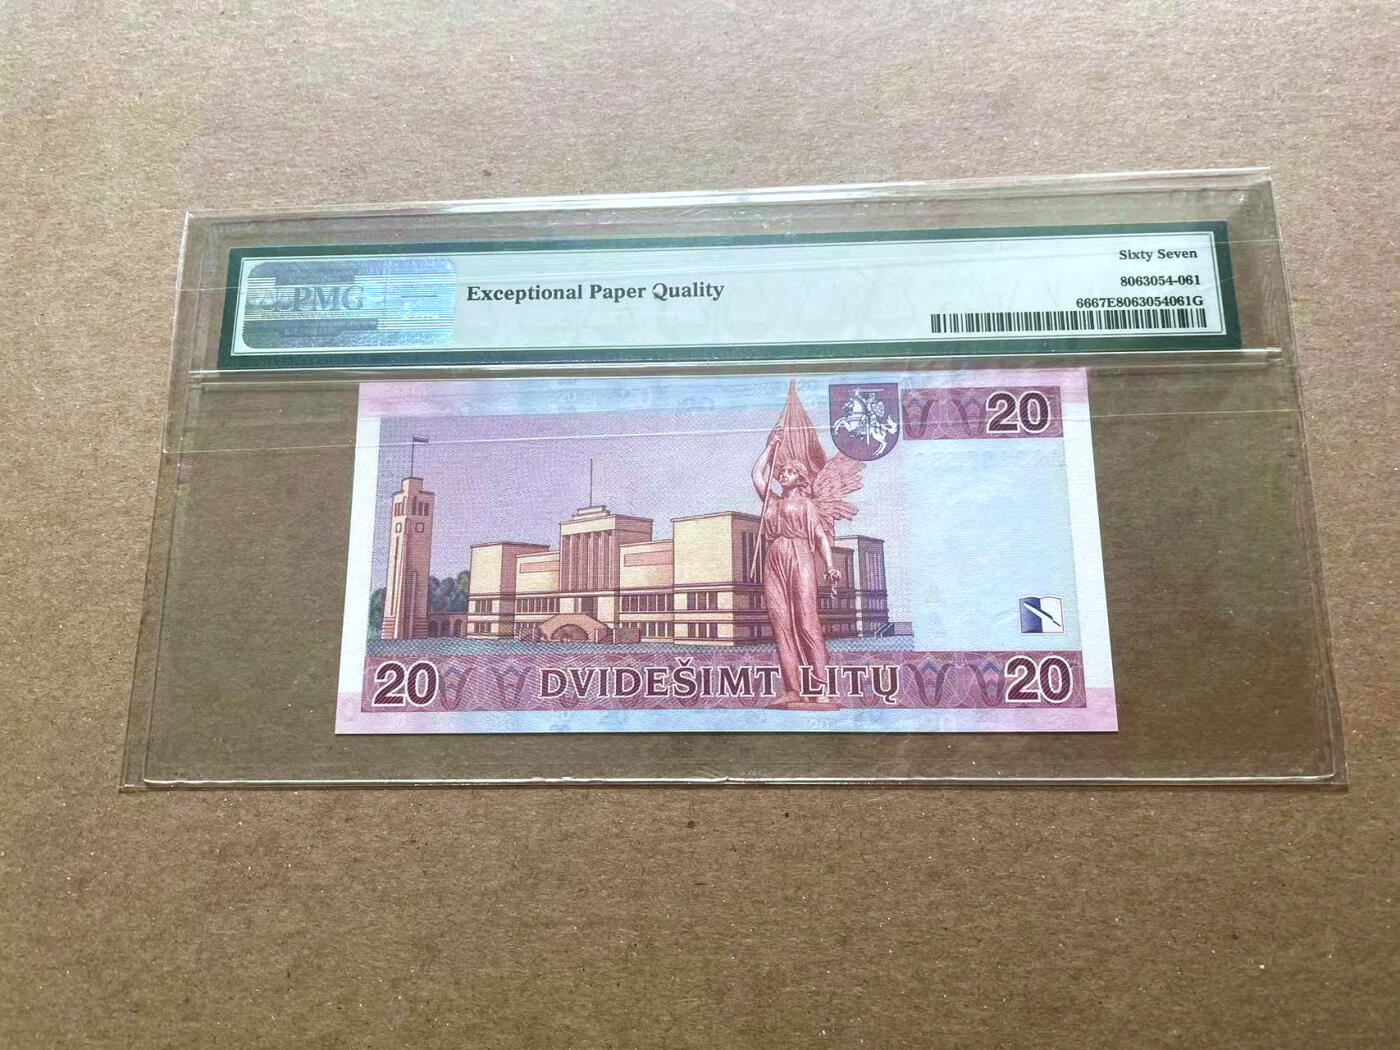 PMG
Exceptional Paper Quality
Sixty Seven
8063054-061
6667E8063054061G
20
20 DVIDEŠIMT LITŲ 20